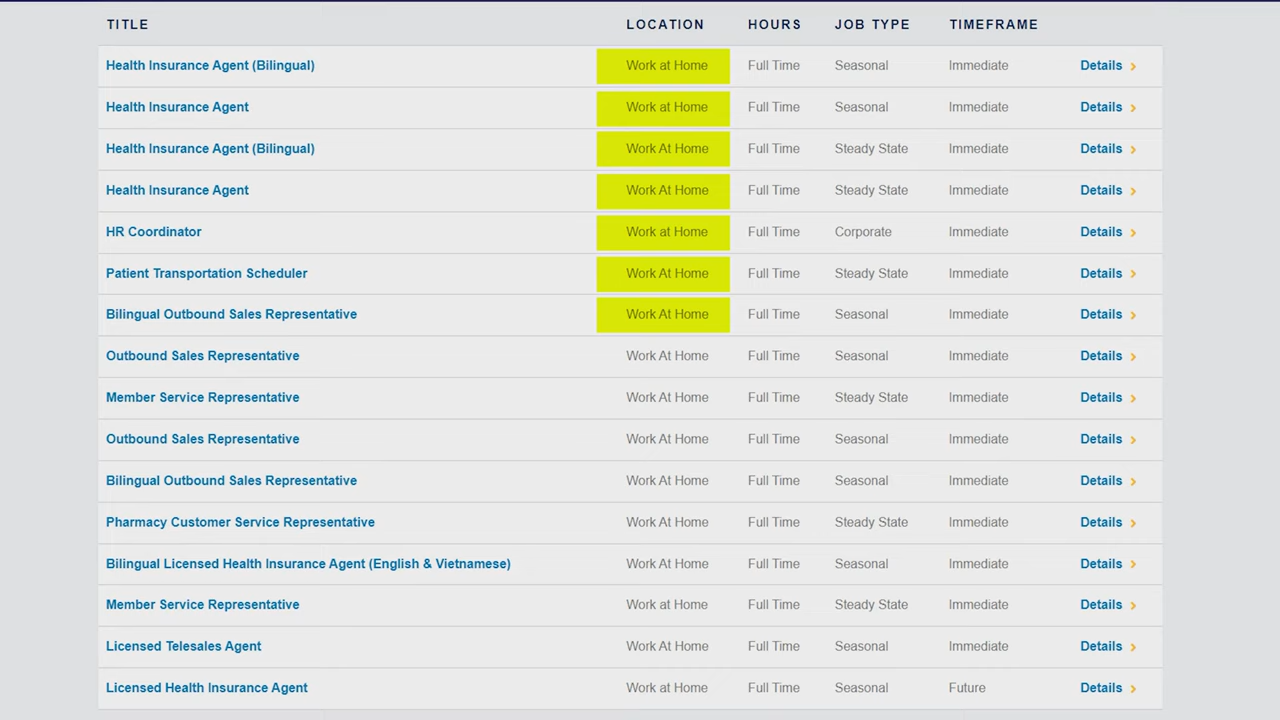 TITLE LOCATION HOURS JOB TYPE TIMEFRAME
Health Insurance Agent (Bilingual) Work at Home Full Time Seasonal Immediate Details
Health Insurance Agent Work at Home Full Time Seasonal Immediate Details
Health Insurance Agent (Bilingual) Work At Home Full Time Steady State Immediate Details
Health Insurance Agent Work At Home Full Time Steady State Immediate Details
HR Coordinator Work at Home Full Time Corporate Immediate Details
Patient Transportation Scheduler Work At Home Full Time Steady State Immediate Details
Bilingual Outbound Sales Representative Work At Home Full Time Seasonal Immediate Details
Outbound Sales Representative Work At Home Full Time Seasonal Immediate Details
Member Service Representative Work At Home Full Time Steady State Immediate Details
Outbound Sales Representative Work At Home Full Time Seasonal Immediate Details
Bilingual Outbound Sales Representative Work At Home Full Time Seasonal Immediate Details
Pharmacy Customer Service Representative Work At Home Full Time Steady State Immediate Details
Bilingual Licensed Health Insurance Agent (English & Vietnamese) Work At Home Full Time Seasonal Immediate Details
Member Service Representative Work at Home Full Time Steady State Immediate Details
Licensed Telesales Agent Work At Home Full Time Seasonal Immediate Details
Licensed Health Insurance Agent Work at Home Full Time Seasonal Future Details